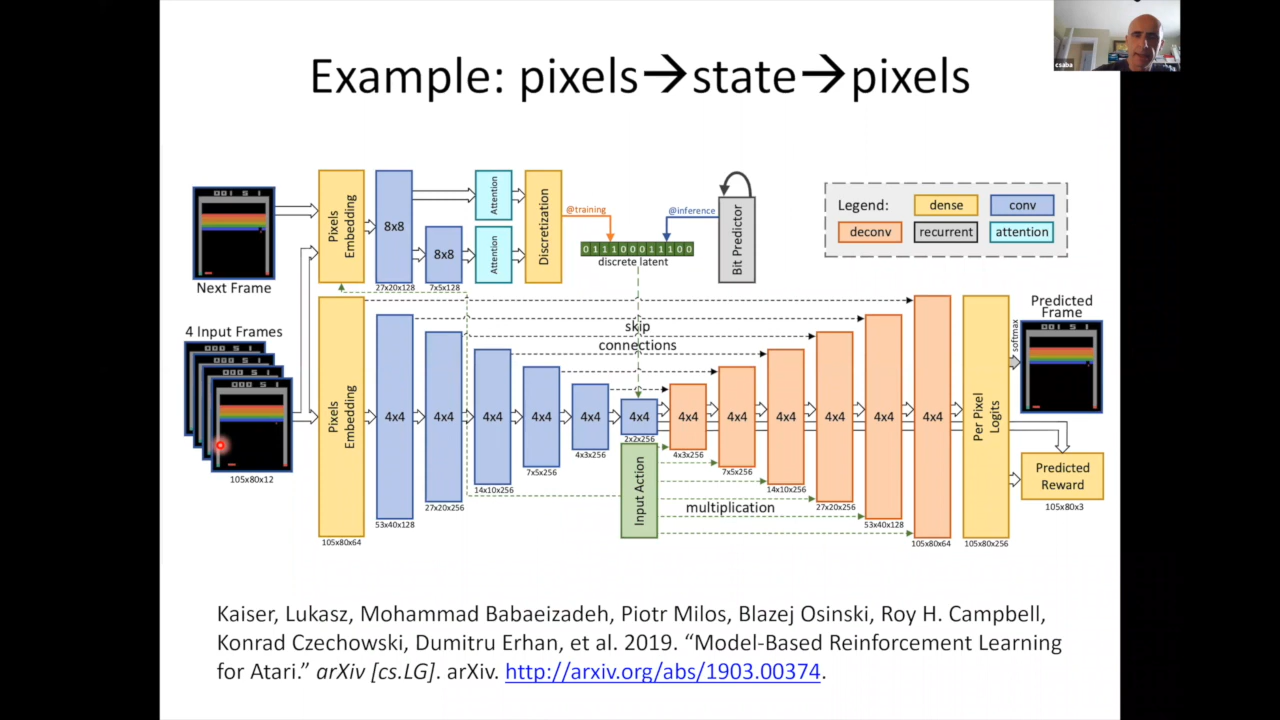 csaba
Example: pixels→state→pixels
Next Frame
4 Input Frames
105x80x12
Pixels
Embedding
8x8
27x20x128
8x8
7x5x128
Attention
Attention
Discretization
@training
@inference
011100011100
discrete latent
Bit Predictor
Legend:
dense
conv
deconv
recurrent
attention
Pixels
Embedding
105x80x64
4x4
53x40x128
4x4
27x20x256
4x4
14x10x256
4x4
7x5x256
4x4
4x3x256
4x4
2x2x256
skip
connections
Input Action
multiplication
4x4
4x3x256
4x4
7x5x256
4x4
14x10x256
4x4
27x20x256
4x4
53x40x128
4x4
105x80x64
Per Pixel
Logits
105x80x256
softmax
Predicted
Frame
Predicted
Reward
105x80x3
Kaiser, Lukasz, Mohammad Babaeizadeh, Piotr Milos, Blazej Osinski, Roy H. Campbell,
Konrad Czechowski, Dumitru Erhan, et al. 2019. “Model-Based Reinforcement Learning
for Atari.” arXiv [cs.LG]. arXiv. http://arxiv.org/abs/1903.00374.